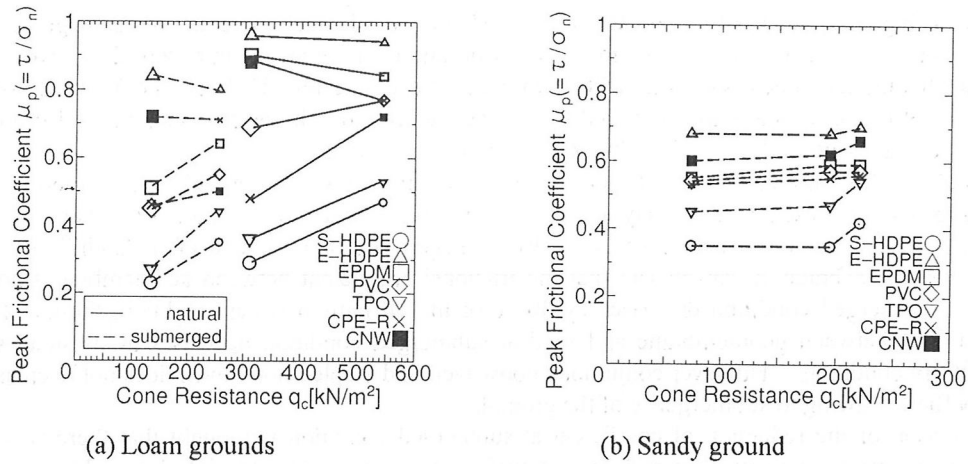 Peak Frictional Coefficient μp(= τ/σn)
1
0.8
0.6
0.4
0.2
0 100 200 300 400 500 600
Cone Resistance qc[kN/m²]
S-HDPE
E-HDPE
EPDM
PVC
TPO
CPE-R
CNW
natural
submerged
(a) Loam grounds
Peak Frictional Coefficient μp(= τ/σn)
1
0.8
0.6
0.4
0.2
0 100 200 300
Cone Resistance qc[kN/m²]
S-HDPE
E-HDPE
EPDM
PVC
TPO
CPE-R
CNW
(b) Sandy ground